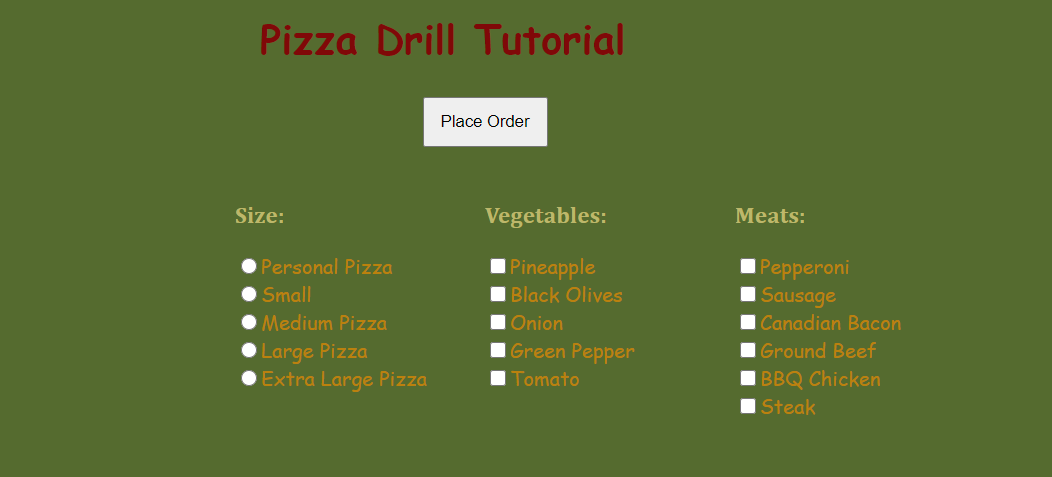 Pizza Drill Tutorial
Place Order
Size:
Personal Pizza
Small
Medium Pizza
Large Pizza
Extra Large Pizza
Vegetables:
Pineapple
Black Olives
Onion
Green Pepper
Tomato
Meats:
Pepperoni
Sausage
Canadian Bacon
Ground Beef
BBQ Chicken
Steak